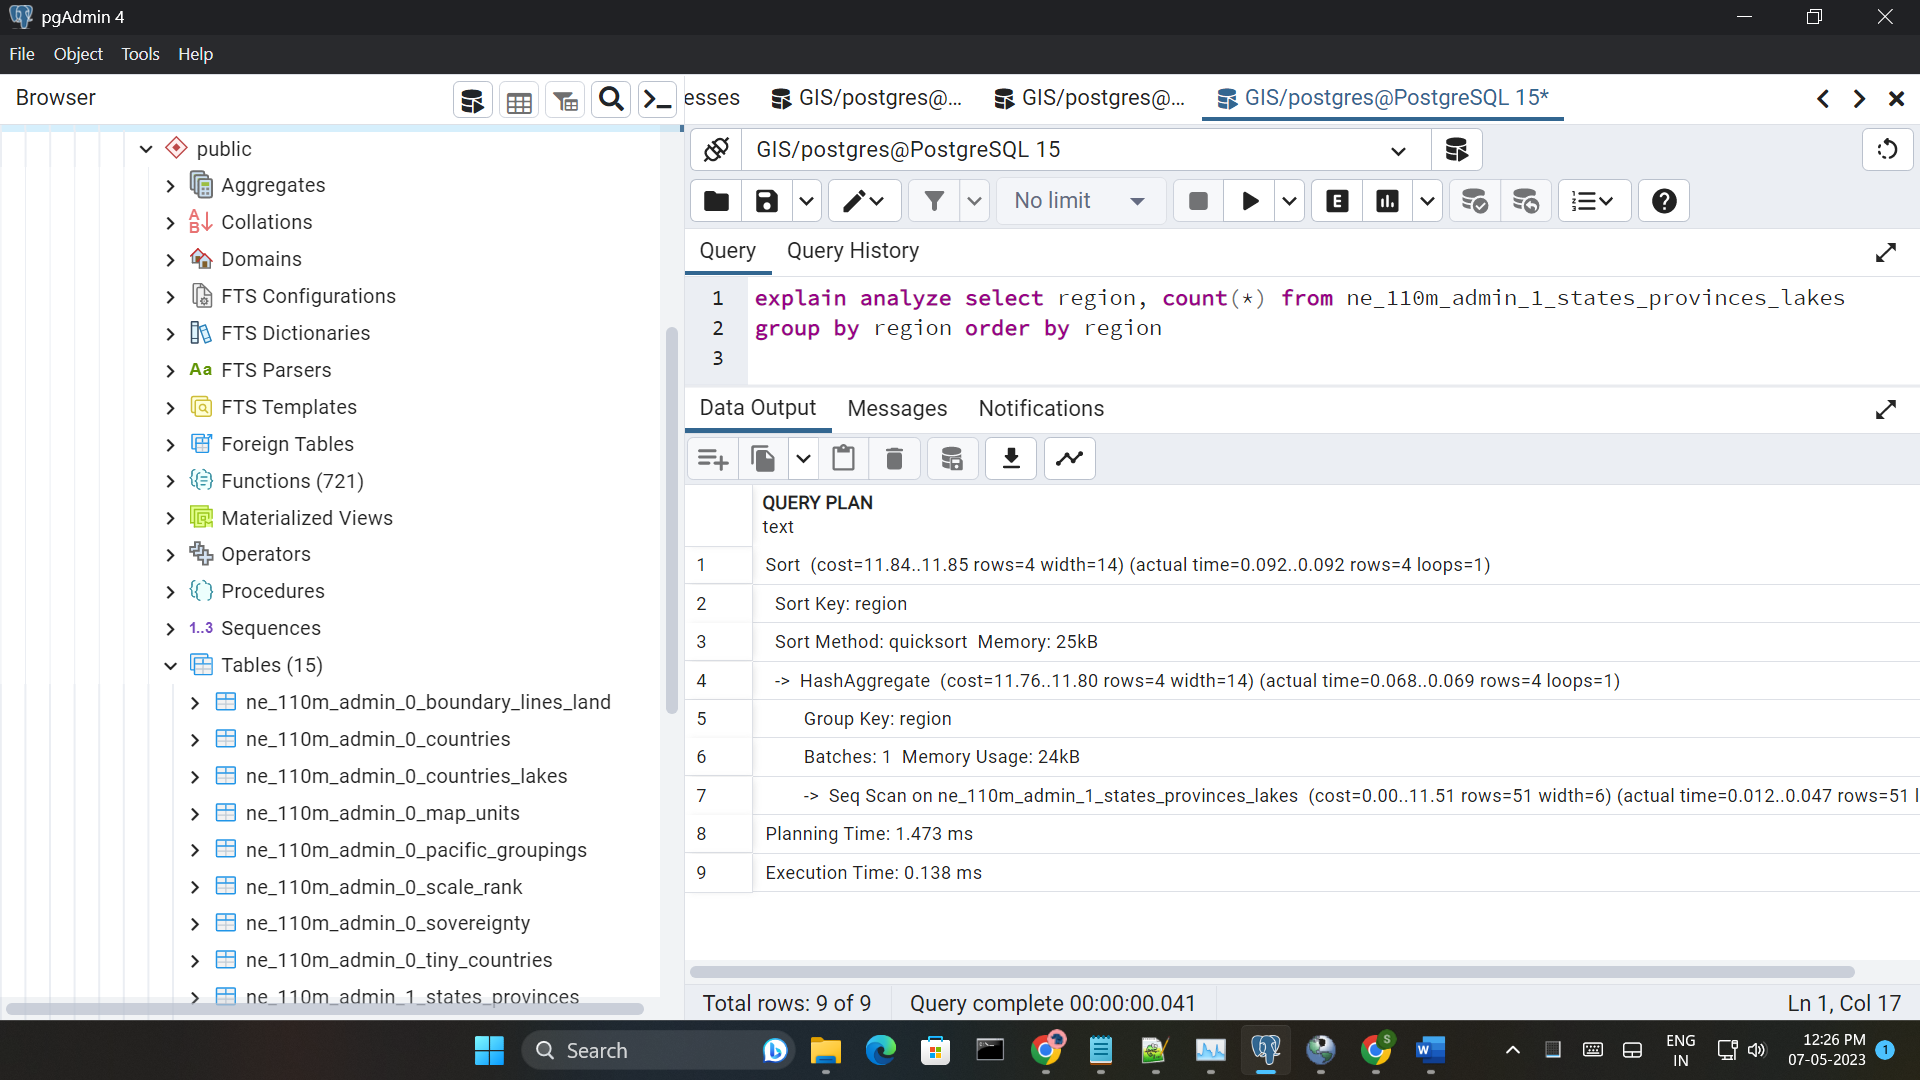 pgAdmin 4
File Object Tools Help
Browser
esses GIS/postgres@... GIS/postgres@... GIS/postgres@PostgreSQL 15*
public
Aggregates
Collations
Domains
FTS Configurations
FTS Dictionaries
Aa FTS Parsers
FTS Templates
Foreign Tables
Functions (721)
Materialized Views
Operators
Procedures
1..3 Sequences
Tables (15)
ne_110m_admin_0_boundary_lines_land
ne_110m_admin_0_countries
ne_110m_admin_0_countries_lakes
ne_110m_admin_0_map_units
ne_110m_admin_0_pacific_groupings
ne_110m_admin_0_scale_rank
ne_110m_admin_0_sovereignty
ne_110m_admin_0_tiny_countries
ne_110m_admin_1_states_provinces
GIS/postgres@PostgreSQL 15
No limit
E
Query Query History
1 explain analyze select region, count(*) from ne_110m_admin_1_states_provinces_lakes
2 group by region order by region
3
Data Output Messages Notifications
QUERY PLAN
text
1 Sort (cost=11.84..11.85 rows=4 width=14) (actual time=0.092..0.092 rows=4 loops=1)
2 Sort Key: region
3 Sort Method: quicksort Memory: 25kB
4 -> HashAggregate (cost=11.76..11.80 rows=4 width=14) (actual time=0.068..0.069 rows=4 loops=1)
5 Group Key: region
6 Batches: 1 Memory Usage: 24kB
7 -> Seq Scan on ne_110m_admin_1_states_provinces_lakes (cost=0.00..11.51 rows=51 width=6) (actual time=0.012..0.047 rows=51 l
8 Planning Time: 1.473 ms
9 Execution Time: 0.138 ms
Total rows: 9 of 9 Query complete 00:00:00.041 Ln 1, Col 17
Search
ENG
IN
12:26 PM
07-05-2023
1